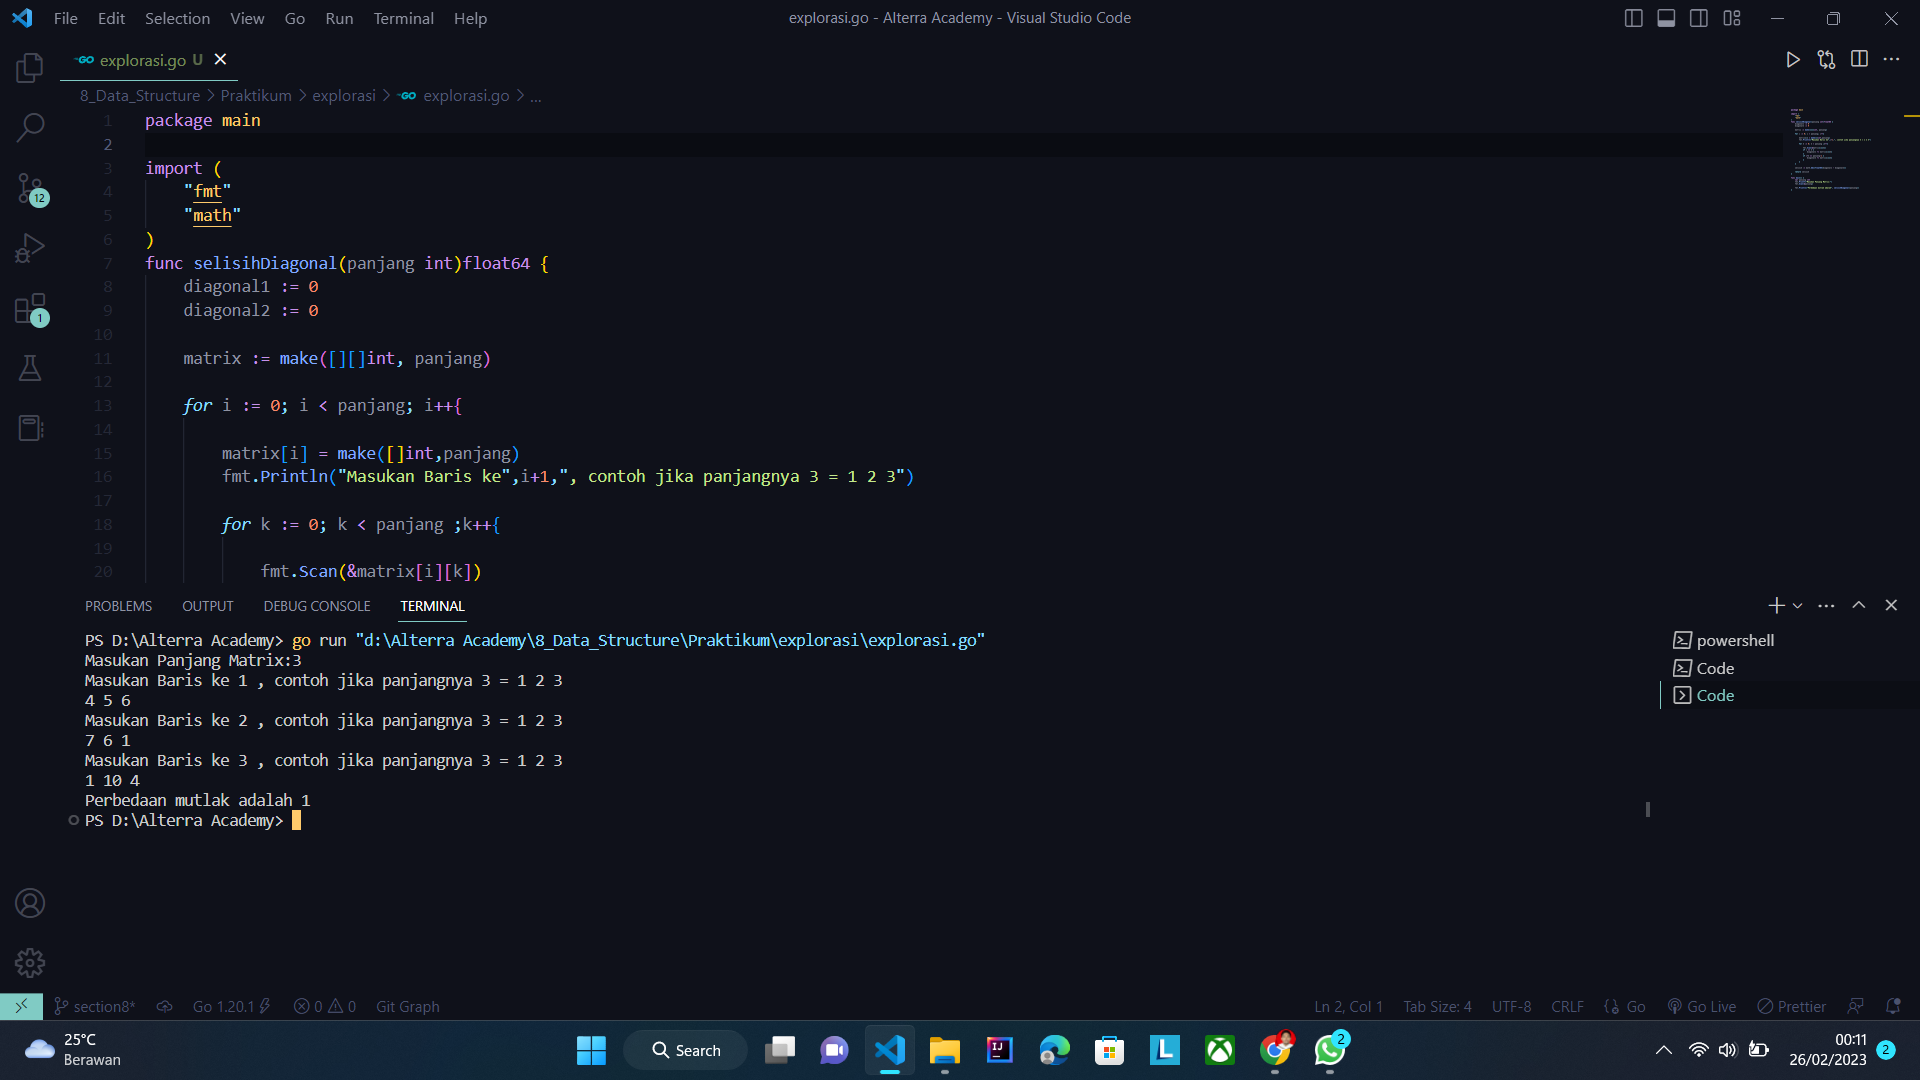 File Edit Selection View Go Run Terminal Help
explorasi.go - Alterra Academy - Visual Studio Code
explorasi.go U
8_Data_Structure > Praktikum > explorasi > explorasi.go > ...
1 package main
2
3 import (
4 "fmt"
5 "math"
6 )
7 func selisihDiagonal(panjang int)float64 {
8 diagonal1 := 0
9 diagonal2 := 0
10
11 matrix := make([][]int, panjang)
12
13 for i := 0; i < panjang; i++{
14
15 matrix[i] = make([]int,panjang)
16 fmt.Println("Masukan Baris ke",i+1,", contoh jika panjangnya 3 = 1 2 3")
17
18 for k := 0; k < panjang ;k++{
19
20 fmt.Scan(&matrix[i][k])
12
1
PROBLEMS OUTPUT DEBUG CONSOLE TERMINAL
PS D:\Alterra Academy> go run "d:\Alterra Academy\8_Data_Structure\Praktikum\explorasi\explorasi.go"
Masukan Panjang Matrix:3
Masukan Baris ke 1 , contoh jika panjangnya 3 = 1 2 3
4 5 6
Masukan Baris ke 2 , contoh jika panjangnya 3 = 1 2 3
7 6 1
Masukan Baris ke 3 , contoh jika panjangnya 3 = 1 2 3
1 10 4
Perbedaan mutlak adalah 1
PS D:\Alterra Academy>
powershell
Code
Code
section8* Go 1.20.1 0 0 Git Graph
Ln 2, Col 1 Tab Size: 4 UTF-8 CRLF Go Go Live Prettier
25°C
Berawan
Search
2
00:11
26/02/2023
2